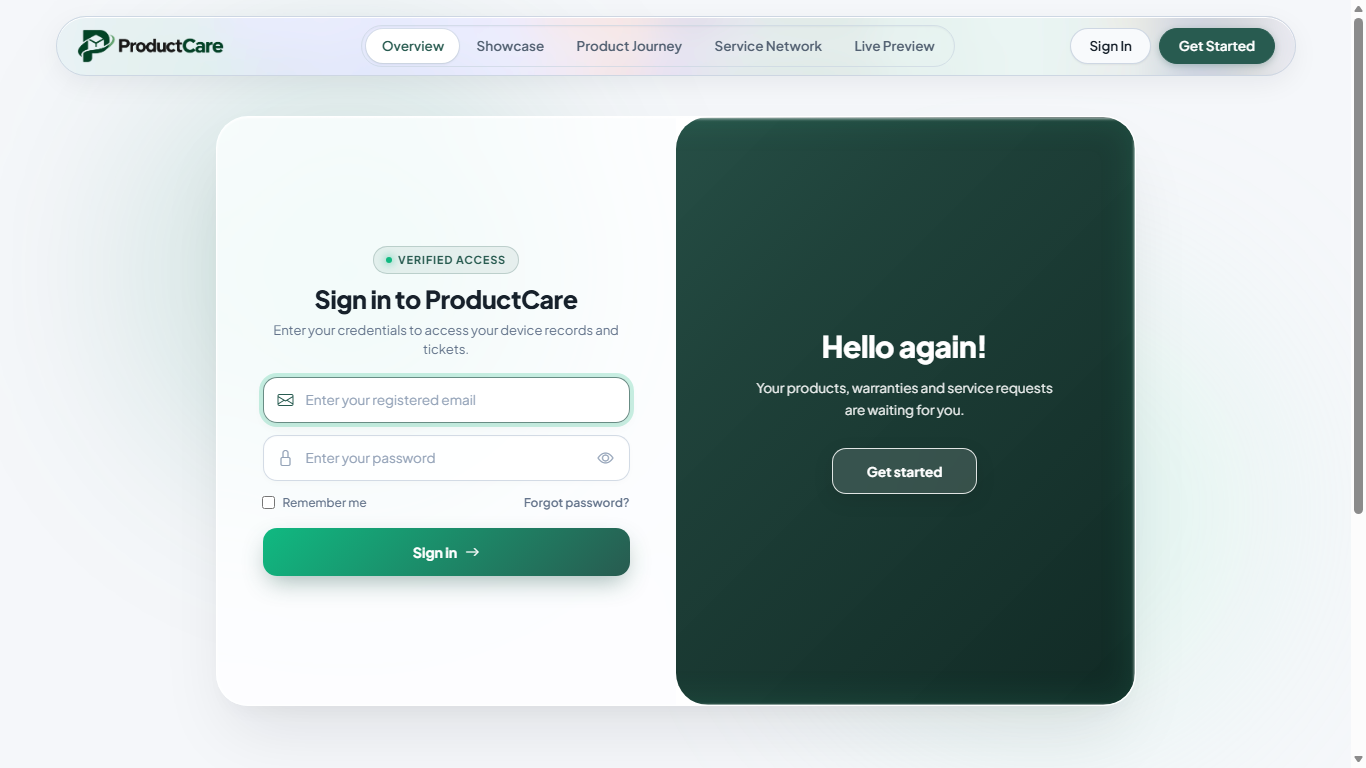 ProductCare
Overview
Showcase
Product Journey
Service Network
Live Preview
Sign In
Get Started
VERIFIED ACCESS
Sign in to ProductCare
Enter your credentials to access your device records and
tickets.
Enter your registered email
Enter your password
Remember me
Forgot password?
Sign in →
Hello again!
Your products, warranties and service requests
are waiting for you.
Get started